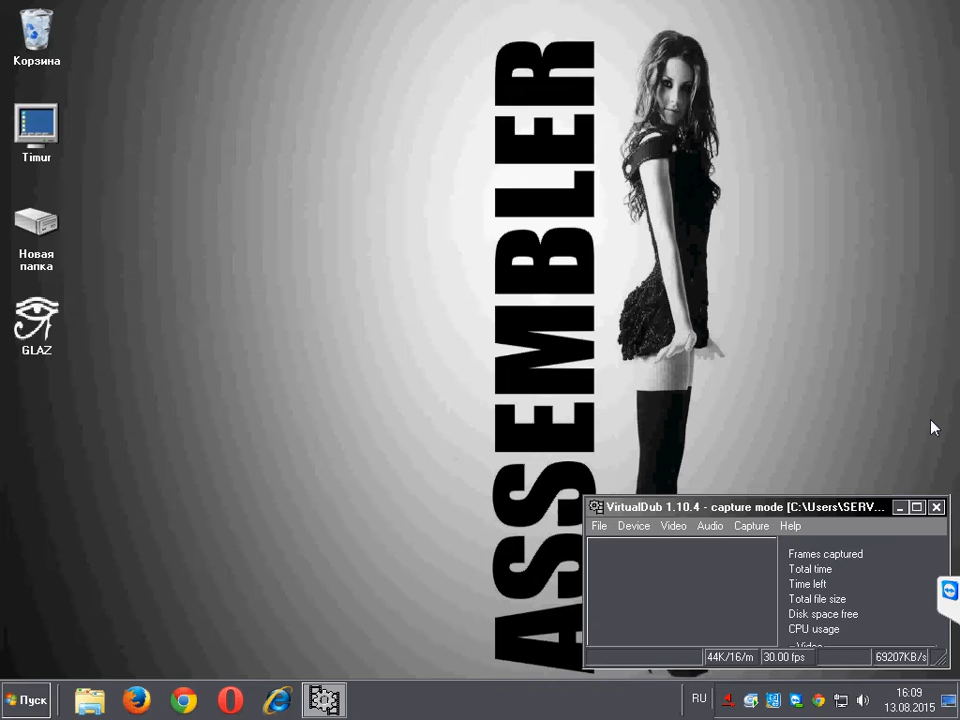 Корзина
Timur
Новая
папка
GLAZ
ASSEMBLER
VirtualDub 1.10.4 - capture mode [C:\Users\SERV...
File Device Video Audio Capture Help
Frames captured
Total time
Time left
Total file size
Disk space free
CPU usage
Video
44K/16/m 30.00 fps 69207KB/s
Пуск
RU
16:09
13.08.2015